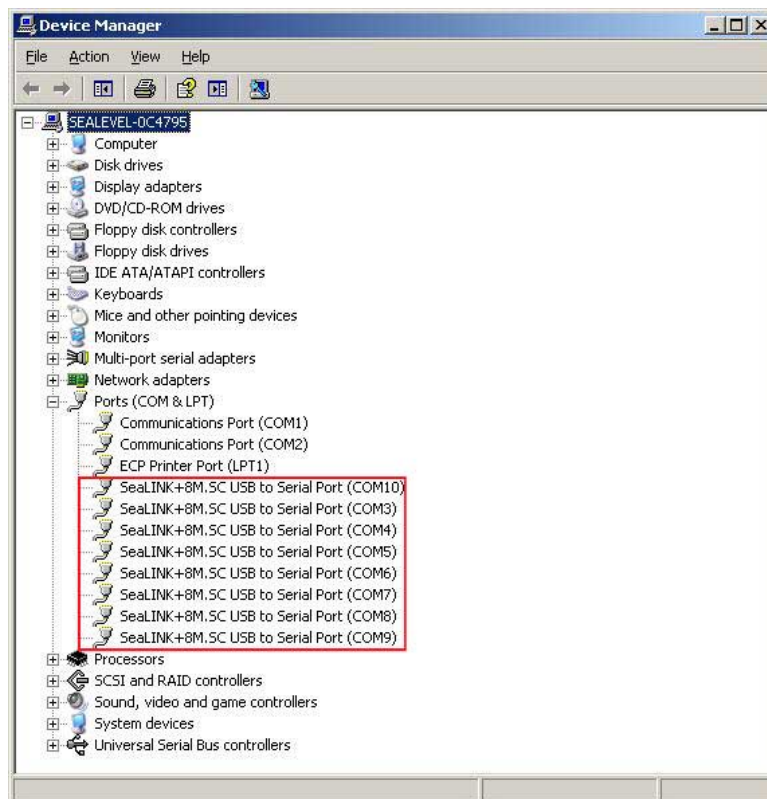 Device Manager
File Action View Help
SEALEVEL-0C4795
Computer
Disk drives
Display adapters
DVD/CD-ROM drives
Floppy disk controllers
Floppy disk drives
IDE ATA/ATAPI controllers
Keyboards
Mice and other pointing devices
Monitors
Multi-port serial adapters
Network adapters
Ports (COM & LPT)
Communications Port (COM1)
Communications Port (COM2)
ECP Printer Port (LPT1)
SeaLINK+8M.SC USB to Serial Port (COM10)
SeaLINK+8M.SC USB to Serial Port (COM3)
SeaLINK+8M.SC USB to Serial Port (COM4)
SeaLINK+8M.SC USB to Serial Port (COM5)
SeaLINK+8M.SC USB to Serial Port (COM6)
SeaLINK+8M.SC USB to Serial Port (COM7)
SeaLINK+8M.SC USB to Serial Port (COM8)
SeaLINK+8M.SC USB to Serial Port (COM9)
Processors
SCSI and RAID controllers
Sound, video and game controllers
System devices
Universal Serial Bus controllers